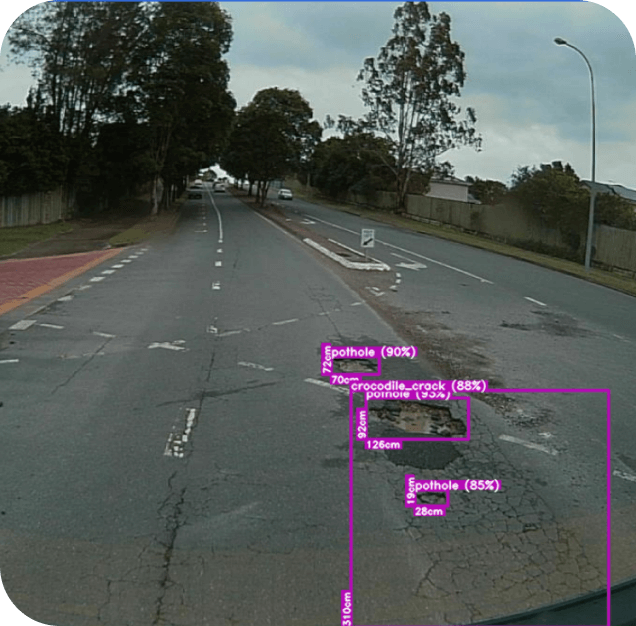 pothole (90%)
72cm
70cm
crocodile_crack (88%)
pothole (93%)
92cm
126cm
pothole (85%)
19cm
28cm
310cm